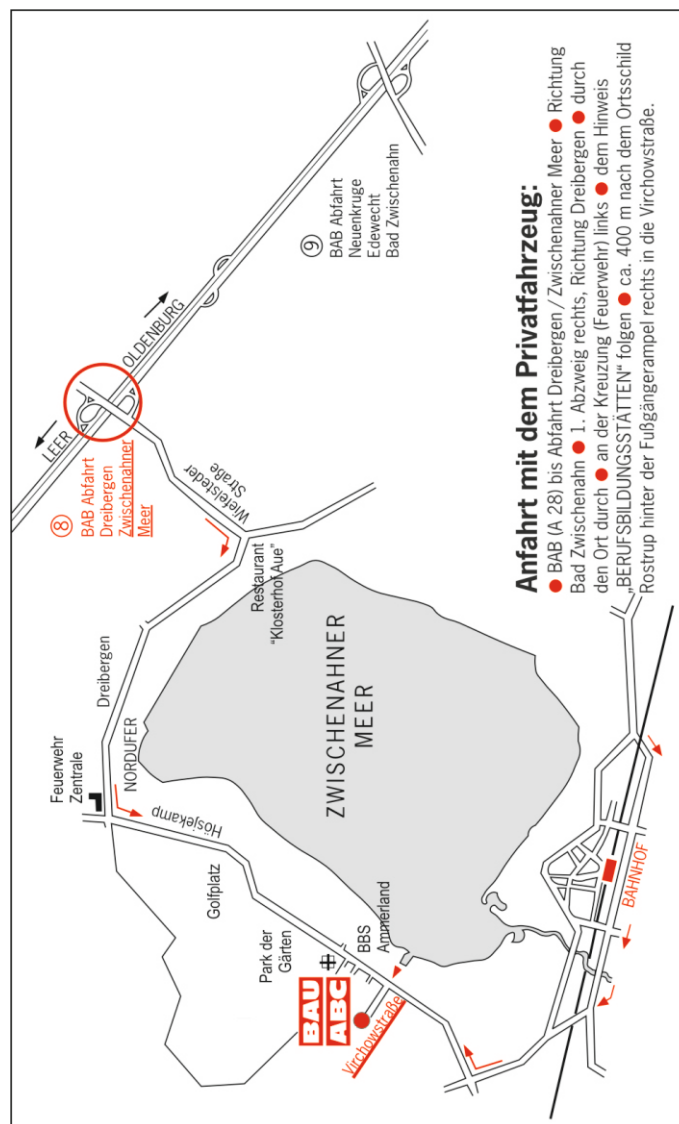 LEER
OLDENBURG
⑧
BAB Abfahrt
Dreibergen
Zwischenahner
Meer
⑨
BAB Abfahrt
Neuenkruge
Edewecht
Bad Zwischenahn
Wiefelsteder
Straße
Restaurant
"Klosterhof Aue"
Dreibergen
NORDUFER
Feuerwehr
Zentrale
Hösjekamp
Golfplatz
Park der
Gärten
BBS
Ammerland
BAU
ABC
Virchowstraße
ZWISCHENAHNER
MEER
BAHNHOF
Anfahrt mit dem Privatfahrzeug:
● BAB (A 28) bis Abfahrt Dreibergen / Zwischenahner Meer ● Richtung
Bad Zwischenahn ● 1. Abzweig rechts, Richtung Dreibergen ● durch
den Ort durch ● an der Kreuzung (Feuerwehr) links ● dem Hinweis
„BERUFSBILDUNGSSTÄTTEN" folgen ● ca. 400 m nach dem Ortsschild
Rostrup hinter der Fußgängerampel rechts in die Virchowstraße.